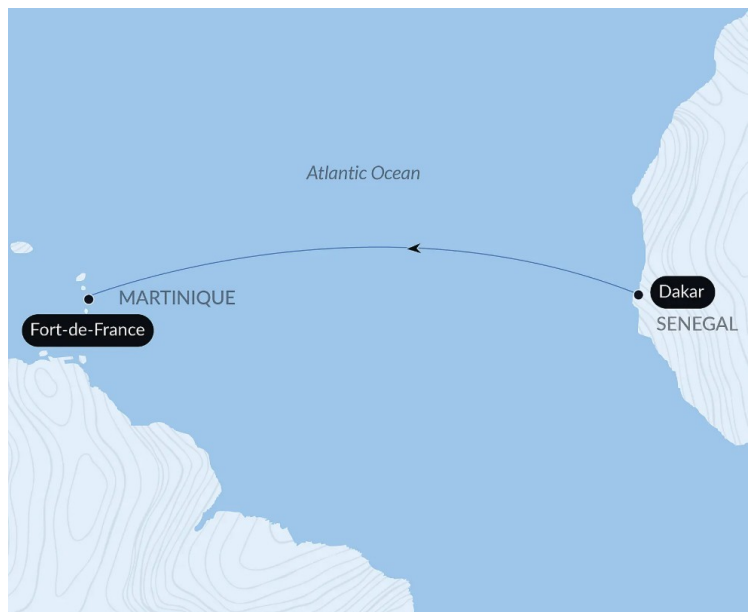 Atlantic Ocean
MARTINIQUE
Fort-de-France
Dakar
SENEGAL